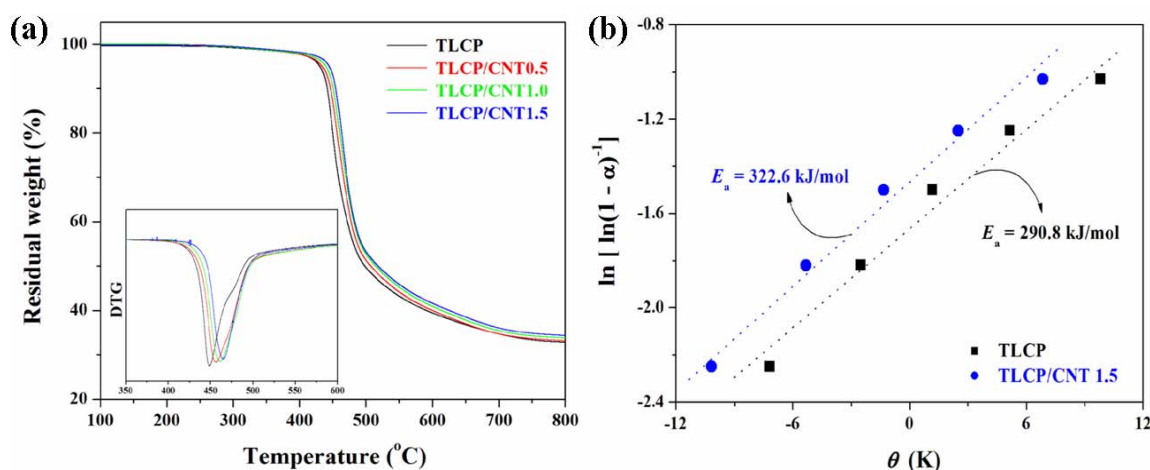 (a)
100
80
60
40
20
Residual weight (%)
TLCP
TLCP/CNT0.5
TLCP/CNT1.0
TLCP/CNT1.5
DTG
350 400 450 500 550 600
100 200 300 400 500 600 700 800
Temperature (°C)
(b)
-0.8
-1.2
-1.6
-2.0
-2.4
ln [ ln(1 - α)⁻¹]
Eₐ = 322.6 kJ/mol
Eₐ = 290.8 kJ/mol
TLCP
TLCP/CNT 1.5
-12 -6 0 6 12
θ (K)